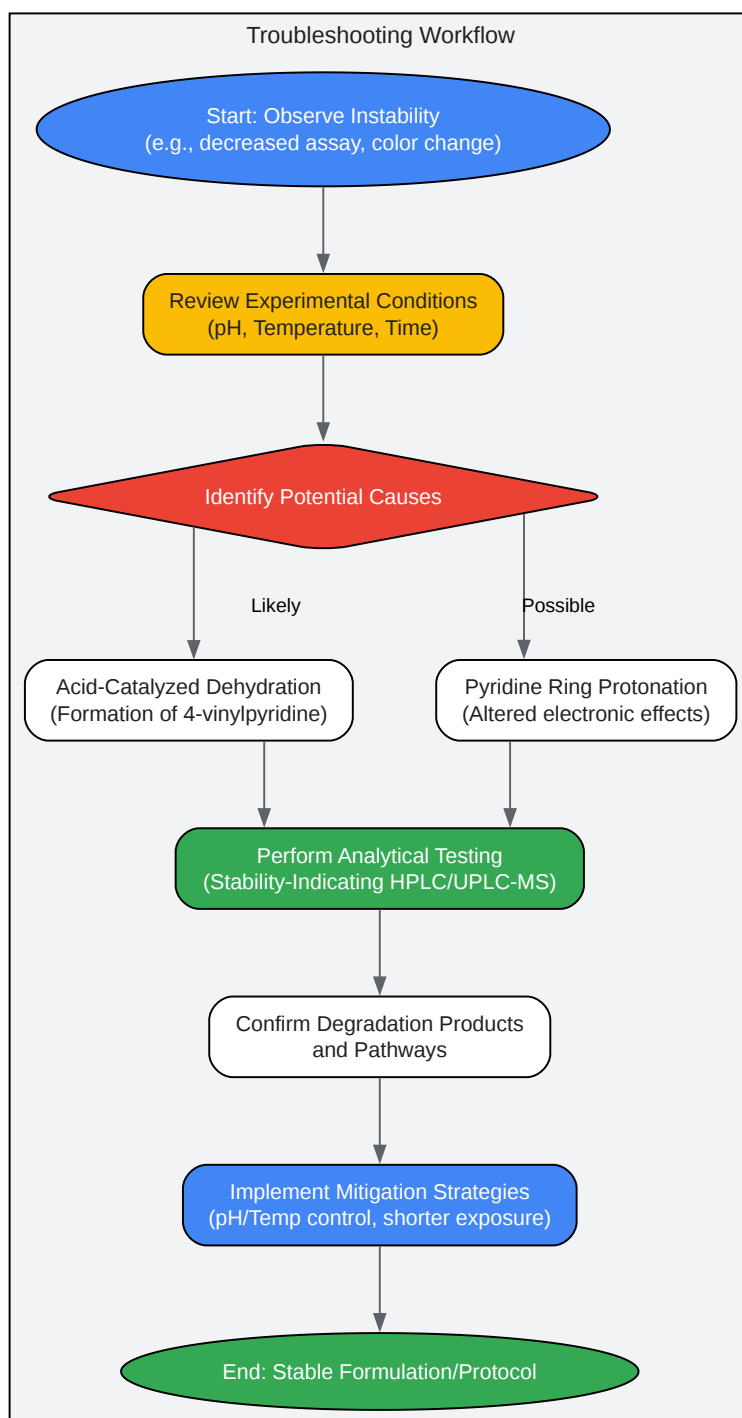 Troubleshooting Workflow
Start: Observe Instability
(e.g., decreased assay, color change)
Review Experimental Conditions
(pH, Temperature, Time)
Identify Potential Causes
Likely
Possible
Acid-Catalyzed Dehydration
(Formation of 4-vinylpyridine)
Pyridine Ring Protonation
(Altered electronic effects)
Perform Analytical Testing
(Stability-Indicating HPLC/UPLC-MS)
Confirm Degradation Products
and Pathways
Implement Mitigation Strategies
(pH/Temp control, shorter exposure)
End: Stable Formulation/Protocol